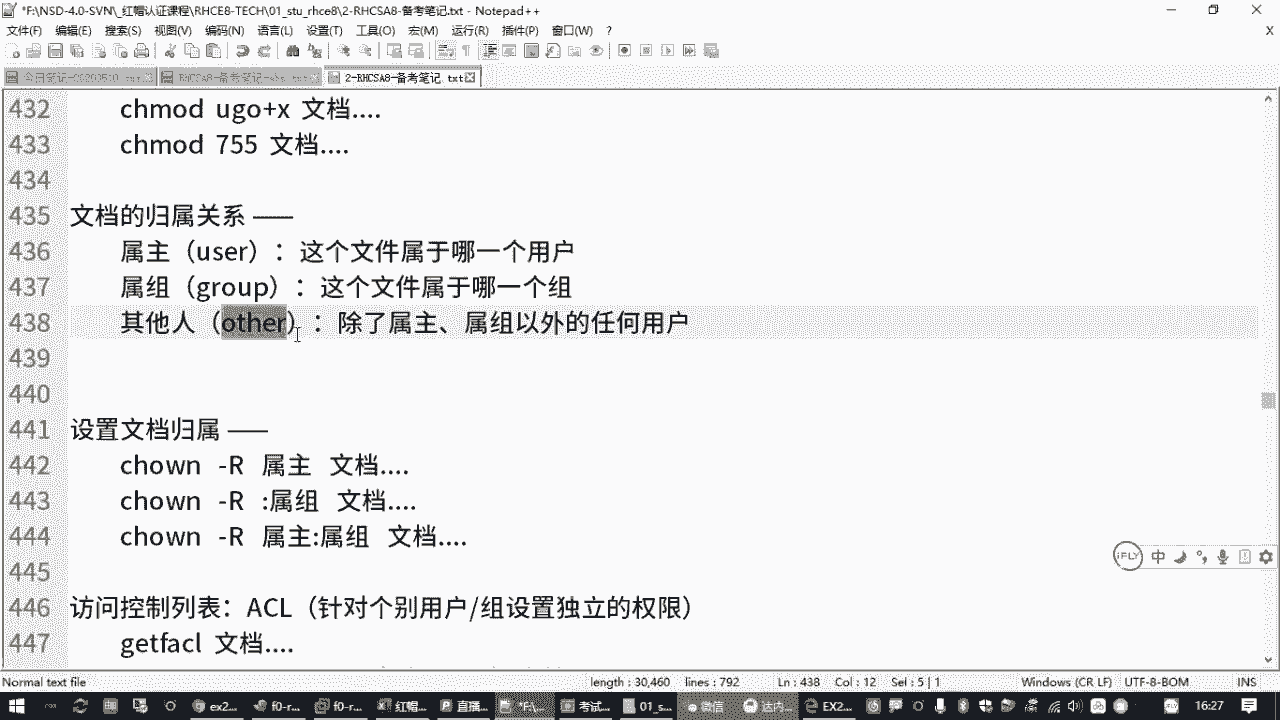 *F:\NSD-4.0-SVN\_红帽认证课程\RHCE8-TECH\01_stu_rhce8\2-RHCSA8-备考笔记.txt - Notepad++
文件(F) 编辑(E) 搜索(S) 视图(V) 编码(N) 语言(L) 设置(T) 工具(O) 宏(M) 运行(R) 插件(P) 窗口(W) ? X
2-RHCSA8-备考笔记.txt
432 chmod ugo+x 文档....
433 chmod 755 文档....
434
435 文档的归属关系 ——
436 属主（user）：这个文件属于哪一个用户
437 属组（group）：这个文件属于哪一个组
438 其他人（other）：除了属主、属组以外的任何用户
439
440
441 设置文档归属 ——
442 chown -R 属主 文档....
443 chown -R :属组 文档....
444 chown -R 属主:属组 文档....
445
446 访问控制列表：ACL（针对个别用户/组设置独立的权限）
447 getfacl 文档....
iFLY 中
Normal text file length : 30,460 lines : 792 Ln : 438 Col : 12 Sel : 5 | 1 Windows (CR LF) UTF-8-BOM INS
ex2... f0-r... f0-r... 红帽... 直播... 考试... 01_s... 微信 达内... EX2... 16:27